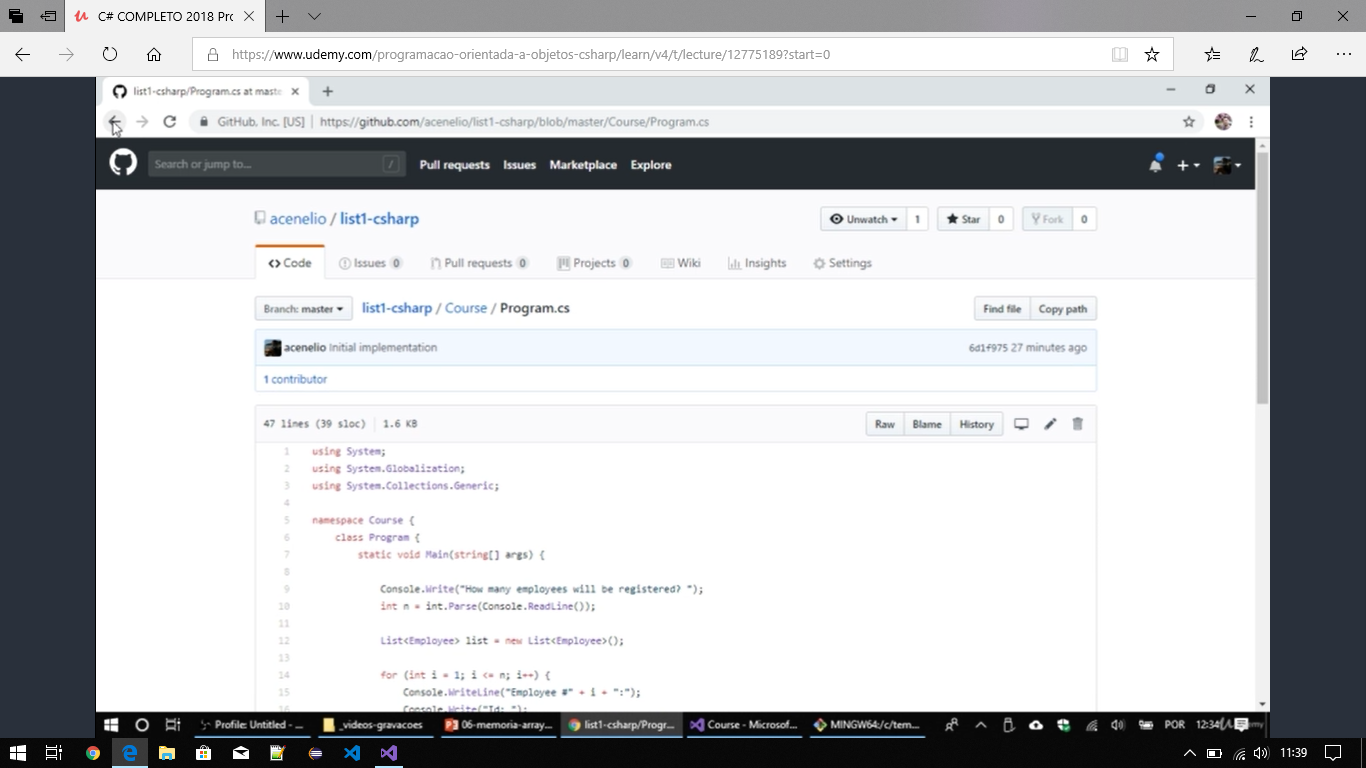 C# COMPLETO 2018 Pro
https://www.udemy.com/programacao-orientada-a-objetos-csharp/learn/v4/t/lecture/12775189?start=0
list1-csharp/Program.cs at maste
GitHub, Inc. [US] | https://github.com/acenelio/list1-csharp/blob/master/Course/Program.cs
Search or jump to... / Pull requests Issues Marketplace Explore
acenelio / list1-csharp Unwatch 1 Star 0 Fork 0
Code Issues 0 Pull requests 0 Projects 0 Wiki Insights Settings
Branch: master list1-csharp / Course / Program.cs Find file Copy path
acenelio Initial implementation 6d1f975 27 minutes ago
1 contributor
47 lines (39 sloc) 1.6 KB Raw Blame History
1 using System;
2 using System.Globalization;
3 using System.Collections.Generic;
4
5 namespace Course {
6 class Program {
7 static void Main(string[] args) {
8
9 Console.Write("How many employees will be registered? ");
10 int n = int.Parse(Console.ReadLine());
11
12 List<Employee> list = new List<Employee>();
13
14 for (int i = 1; i <= n; i++) {
15 Console.WriteLine("Employee #" + i + ":");
16 Console.Write("Id: ");
Profile: Untitled - ... _videos-gravacoes 06-memoria-array... list1-csharp/Progr... Course - Microsof... MINGW64:/c/tem... POR 12:34
11:39